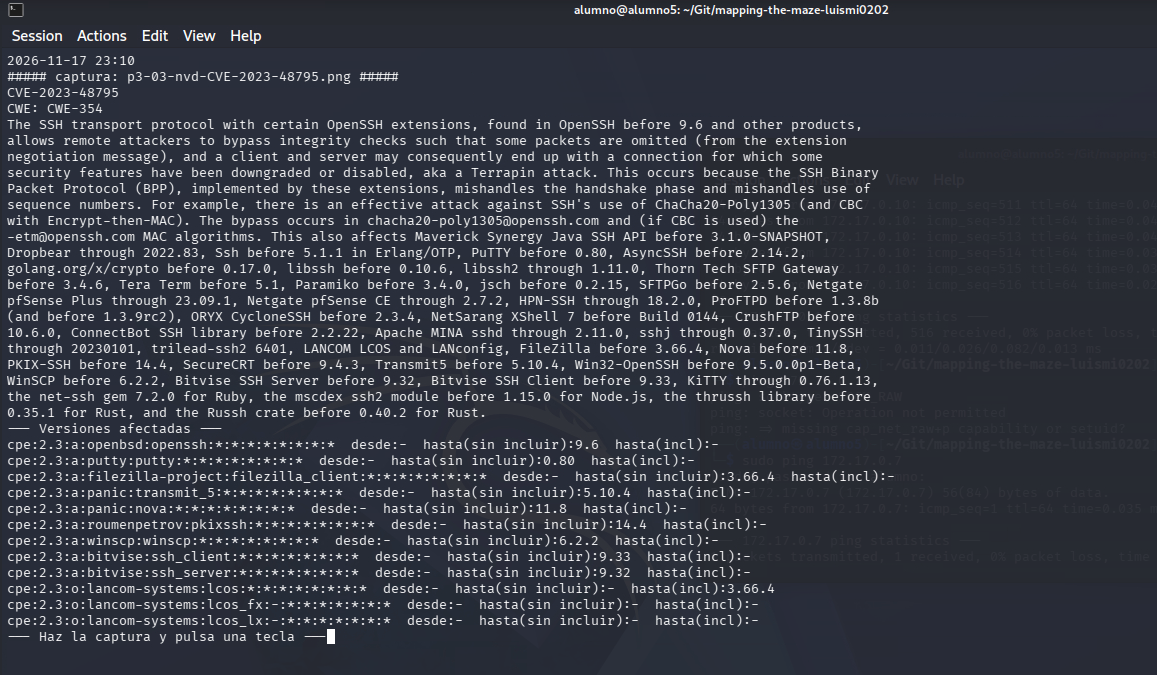 alumno@alumno5: ~/Git/mapping-the-maze-luismi0202
Session Actions Edit View Help
2026-11-17 23:10
##### captura: p3-03-nvd-CVE-2023-48795.png #####
CVE-2023-48795
CWE: CWE-354
The SSH transport protocol with certain OpenSSH extensions, found in OpenSSH before 9.6 and other products,
allows remote attackers to bypass integrity checks such that some packets are omitted (from the extension
negotiation message), and a client and server may consequently end up with a connection for which some
security features have been downgraded or disabled, aka a Terrapin attack. This occurs because the SSH Binary
Packet Protocol (BPP), implemented by these extensions, mishandles the handshake phase and mishandles use of
sequence numbers. For example, there is an effective attack against SSH's use of ChaCha20-Poly1305 (and CBC
with Encrypt-then-MAC). The bypass occurs in chacha20-poly1305@openssh.com and (if CBC is used) the
-etm@openssh.com MAC algorithms. This also affects Maverick Synergy Java SSH API before 3.1.0-SNAPSHOT,
Dropbear through 2022.83, Ssh before 5.1.1 in Erlang/OTP, PuTTY before 0.80, AsyncSSH before 2.14.2,
golang.org/x/crypto before 0.17.0, libssh before 0.10.6, libssh2 through 1.11.0, Thorn Tech SFTP Gateway
before 3.4.6, Tera Term before 5.1, Paramiko before 3.4.0, jsch before 0.2.15, SFTPGo before 2.5.6, Netgate
pfSense Plus through 23.09.1, Netgate pfSense CE through 2.7.2, HPN-SSH through 18.2.0, ProFTPD before 1.3.8b
(and before 1.3.9rc2), ORYX CycloneSSH before 2.3.4, NetSarang XShell 7 before Build 0144, CrushFTP before
10.6.0, ConnectBot SSH library before 2.2.22, Apache MINA sshd through 2.11.0, sshj through 0.37.0, TinySSH
through 20230101, trilead-ssh2 6401, LANCOM LCOS and LANconfig, FileZilla before 3.66.4, Nova before 11.8,
PKIX-SSH before 14.4, SecureCRT before 9.4.3, Transmit5 before 5.10.4, Win32-OpenSSH before 9.5.0.0p1-Beta,
WinSCP before 6.2.2, Bitvise SSH Server before 9.32, Bitvise SSH Client before 9.33, KiTTY through 0.76.1.13,
the net-ssh gem 7.2.0 for Ruby, the mscdex ssh2 module before 1.15.0 for Node.js, the thrussh library before
0.35.1 for Rust, and the Russh crate before 0.40.2 for Rust.
--- Versiones afectadas ---
cpe:2.3:a:openbsd:openssh:*:*:*:*:*:*:*:* desde:- hasta(sin incluir):9.6 hasta(incl):-
cpe:2.3:a:putty:putty:*:*:*:*:*:*:*:* desde:- hasta(sin incluir):0.80 hasta(incl):-
cpe:2.3:a:filezilla-project:filezilla_client:*:*:*:*:*:*:*:* desde:- hasta(sin incluir):3.66.4 hasta(incl):-
cpe:2.3:a:panic:transmit_5:*:*:*:*:*:*:*:* desde:- hasta(sin incluir):5.10.4 hasta(incl):-
cpe:2.3:a:panic:nova:*:*:*:*:*:*:*:* desde:- hasta(sin incluir):11.8 hasta(incl):-
cpe:2.3:a:roumenpetrov:pkixssh:*:*:*:*:*:*:*:* desde:- hasta(sin incluir):14.4 hasta(incl):-
cpe:2.3:a:winscp:winscp:*:*:*:*:*:*:*:* desde:- hasta(sin incluir):6.2.2 hasta(incl):-
cpe:2.3:a:bitvise:ssh_client:*:*:*:*:*:*:*:* desde:- hasta(sin incluir):9.33 hasta(incl):-
cpe:2.3:a:bitvise:ssh_server:*:*:*:*:*:*:*:* desde:- hasta(sin incluir):9.32 hasta(incl):-
cpe:2.3:o:lancom-systems:lcos:*:*:*:*:*:*:*:* desde:- hasta(sin incluir):- hasta(incl):3.66.4
cpe:2.3:o:lancom-systems:lcos_fx:-:*:*:*:*:*:*:* desde:- hasta(sin incluir):- hasta(incl):-
cpe:2.3:o:lancom-systems:lcos_lx:-:*:*:*:*:*:*:* desde:- hasta(sin incluir):- hasta(incl):-
--- Haz la captura y pulsa una tecla ---